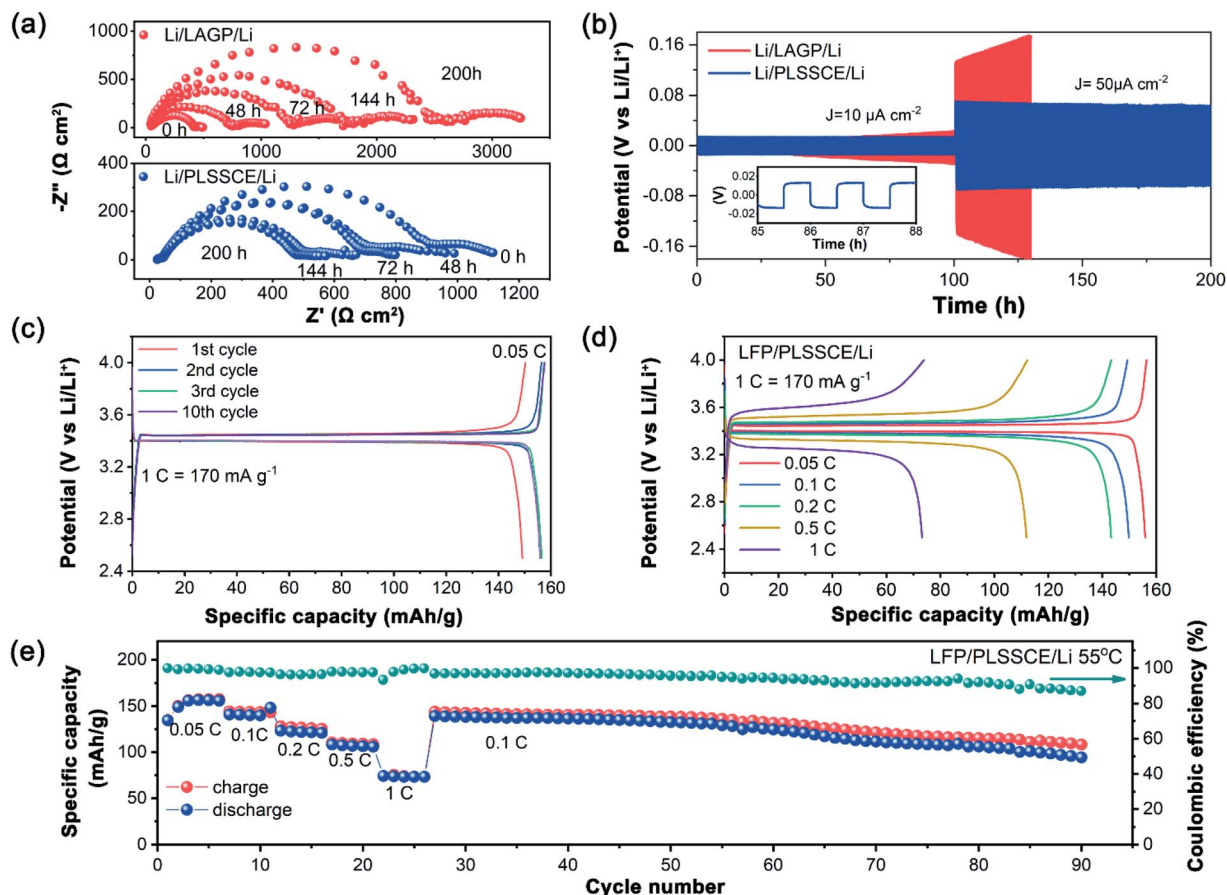 (a)
Li/LAGP/Li
1000
500
0
0 h
48 h
72 h
144 h
200h
0 1000 2000 3000
Li/PLSSCE/Li
400
200
0
200 h
144 h
72 h
48 h
0 h
0 200 400 600 800 1000 1200
-Z" (Ω cm²)
Z' (Ω cm²)
(b)
Li/LAGP/Li
Li/PLSSCE/Li
J=10 μA cm⁻²
J= 50μA cm⁻²
0.16
0.08
0.00
-0.08
-0.16
Potential (V vs Li/Li⁺)
0.02
0.00
-0.02
(V)
85 86 87 88
Time (h)
0 50 100 150 200
Time (h)
(c)
1st cycle
2nd cycle
3rd cycle
10th cycle
0.05 C
1 C = 170 mA g⁻¹
4.0
3.6
3.2
2.8
2.4
Potential (V vs Li/Li⁺)
0 20 40 60 80 100 120 140 160
Specific capacity (mAh/g)
(d)
LFP/PLSSCE/Li
1 C = 170 mA g⁻¹
0.05 C
0.1 C
0.2 C
0.5 C
1 C
4.0
3.6
3.2
2.8
2.4
Potential (V vs Li/Li⁺)
0 20 40 60 80 100 120 140 160
Specific capacity (mAh/g)
(e)
LFP/PLSSCE/Li 55°C
200
150
100
50
0
Specific capacity
(mAh/g)
0.05 C
0.1C
0.2 C
0.5 C
1 C
0.1 C
charge
discharge
100
80
60
40
20
0
Coulombic efficiency (%)
0 10 20 30 40 50 60 70 80 90
Cycle number